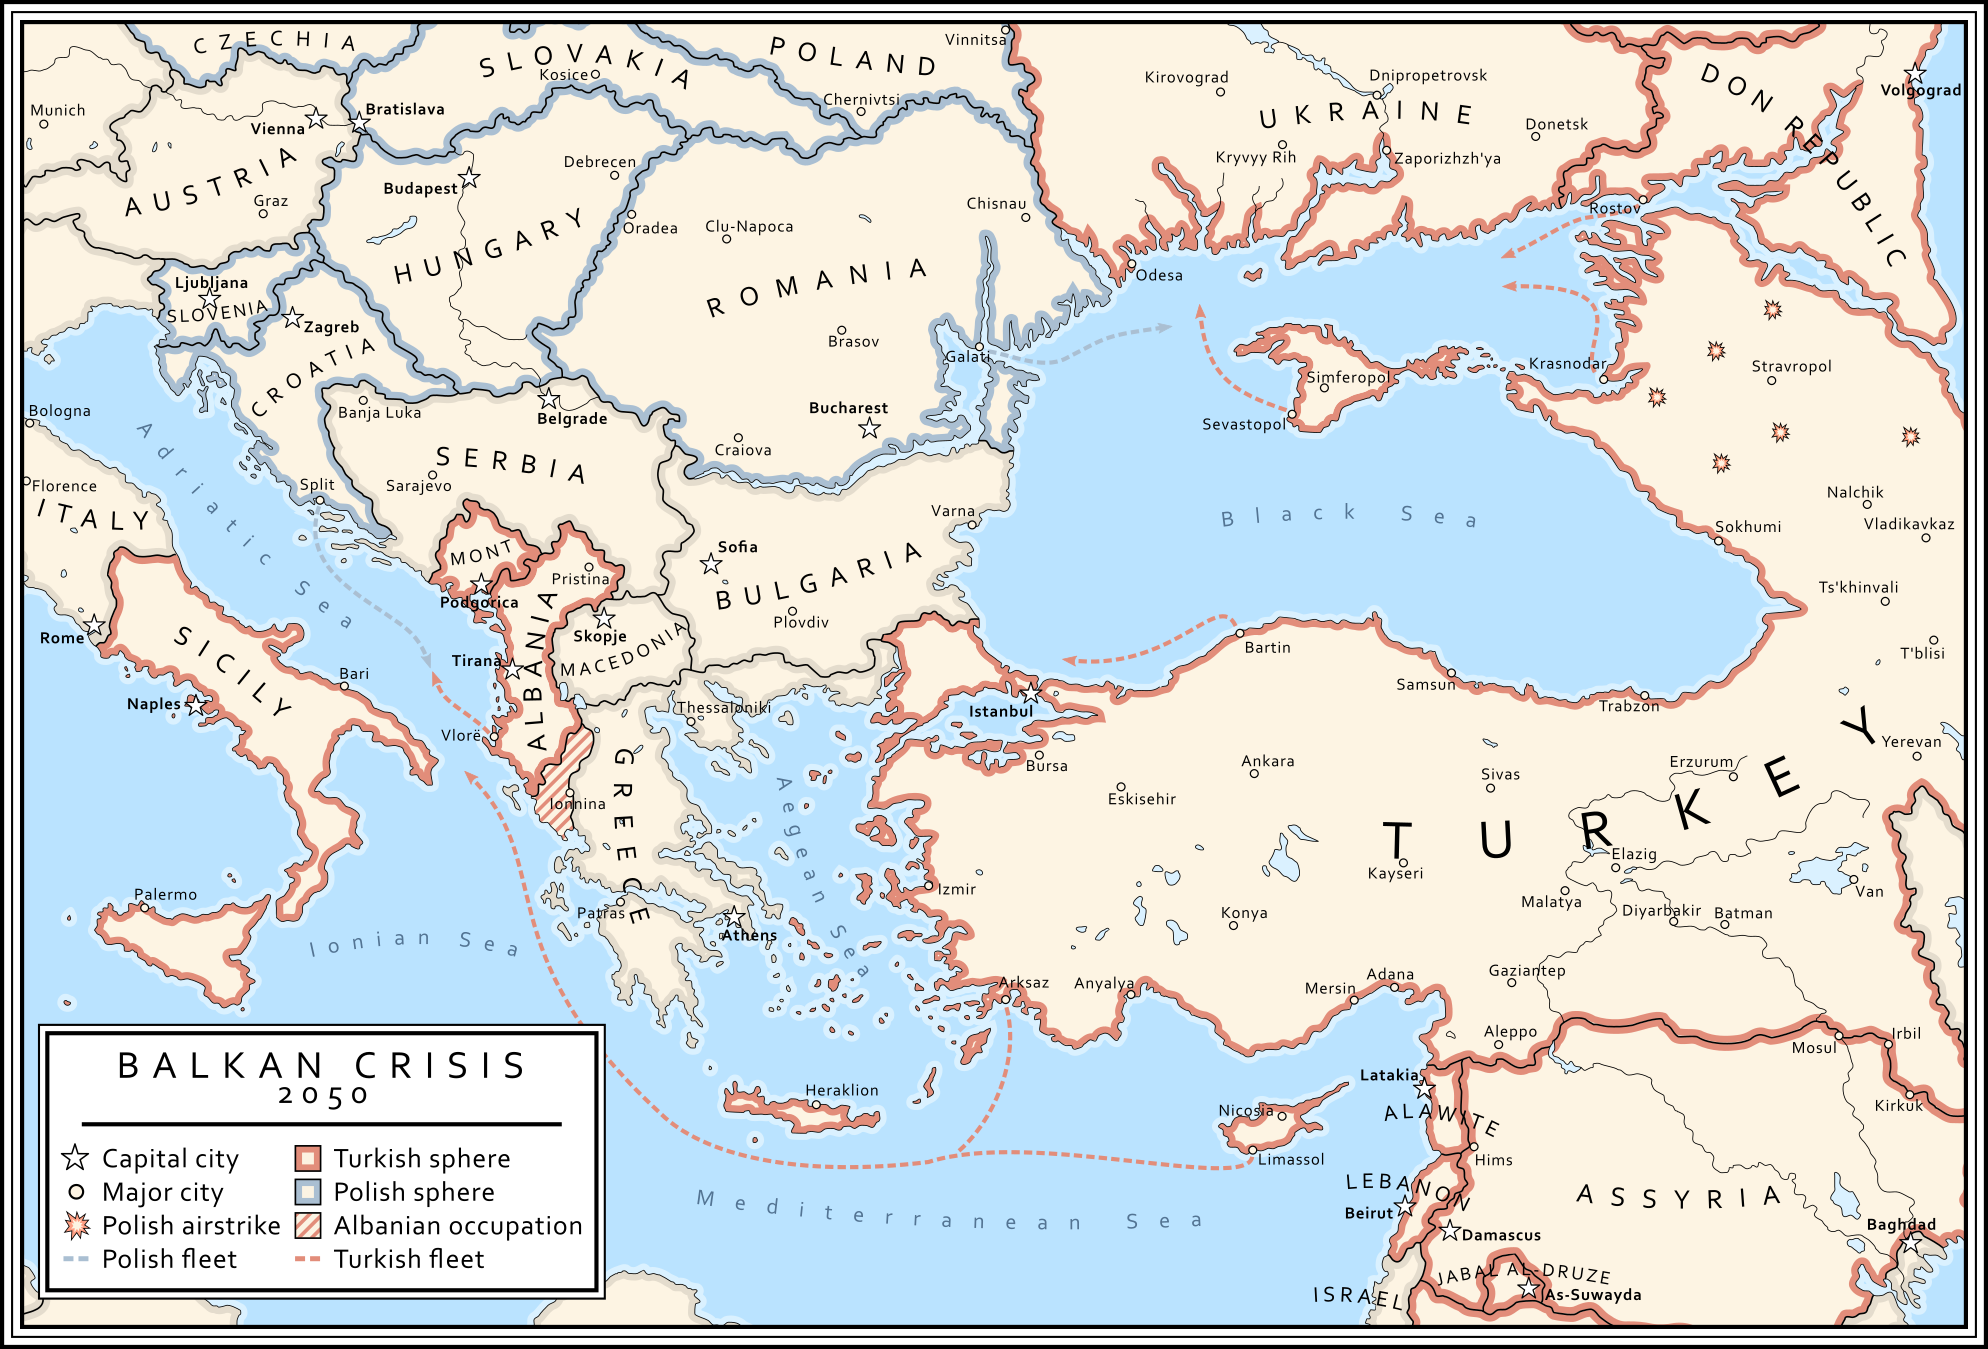 CZECHIA
SLOVAKIA
POLAND
Vinnitsa
Kosice
Chernivtsi
Kirovograd
Dnipropetrovsk
DON REPUBLIC
Volgograd
Munich
Vienna
Bratislava
UKRAINE
Donetsk
AUSTRIA
Graz
Budapest
Debrecen
Kryvyy Rih
Zaporizhzh'ya
Oradea
Clu-Napoca
Chisnau
Rostov
HUNGARY
ROMANIA
Odesa
Ljubljana
SLOVENIA
Zagreb
CROATIA
Brasov
Galati
Simferopol
Krasnodar
Stravropol
Bologna
Banja Luka
Belgrade
Bucharest
Sevastopol
Adriatic Sea
Craiova
SERBIA
Florence
Split
Sarajevo
Nalchik
ITALY
Varna
Black Sea
Vladikavkaz
Sokhumi
MONT
Pristina
Sofia
BULGARIA
Podgorica
Plovdiv
Ts'khinvali
Rome
SICILY
Skopje
MACEDONIA
Bartin
T'blisi
Tirana
ALBANIA
Bari
Naples
Thessaloniki
Istanbul
Samsun
Trabzon
Vlorë
GREECE
Bursa
Ankara
Sivas
Erzurum
Yerevan
Ionnina
Aegean Sea
Eskisehir
TURKEY
Elazig
Kayseri
Palermo
Izmir
Van
Malatya
Patras
Athens
Konya
Diyarbakir
Batman
Ionian Sea
Arksaz
Anyalya
Mersin
Adana
Gaziantep
Aleppo
Mosul
Irbil
Latakia
Kirkuk
Heraklion
Nicosia
ALAWITE
Limassol
Hims
Mediterranean Sea
LEBANON
ASSYRIA
Beirut
Damascus
Baghdad
JABAL AL-DRUZE
ISRAEL
As-Suwayda
BALKAN CRISIS
2050
Capital city
Turkish sphere
Major city
Polish sphere
Polish airstrike
Albanian occupation
Polish fleet
Turkish fleet